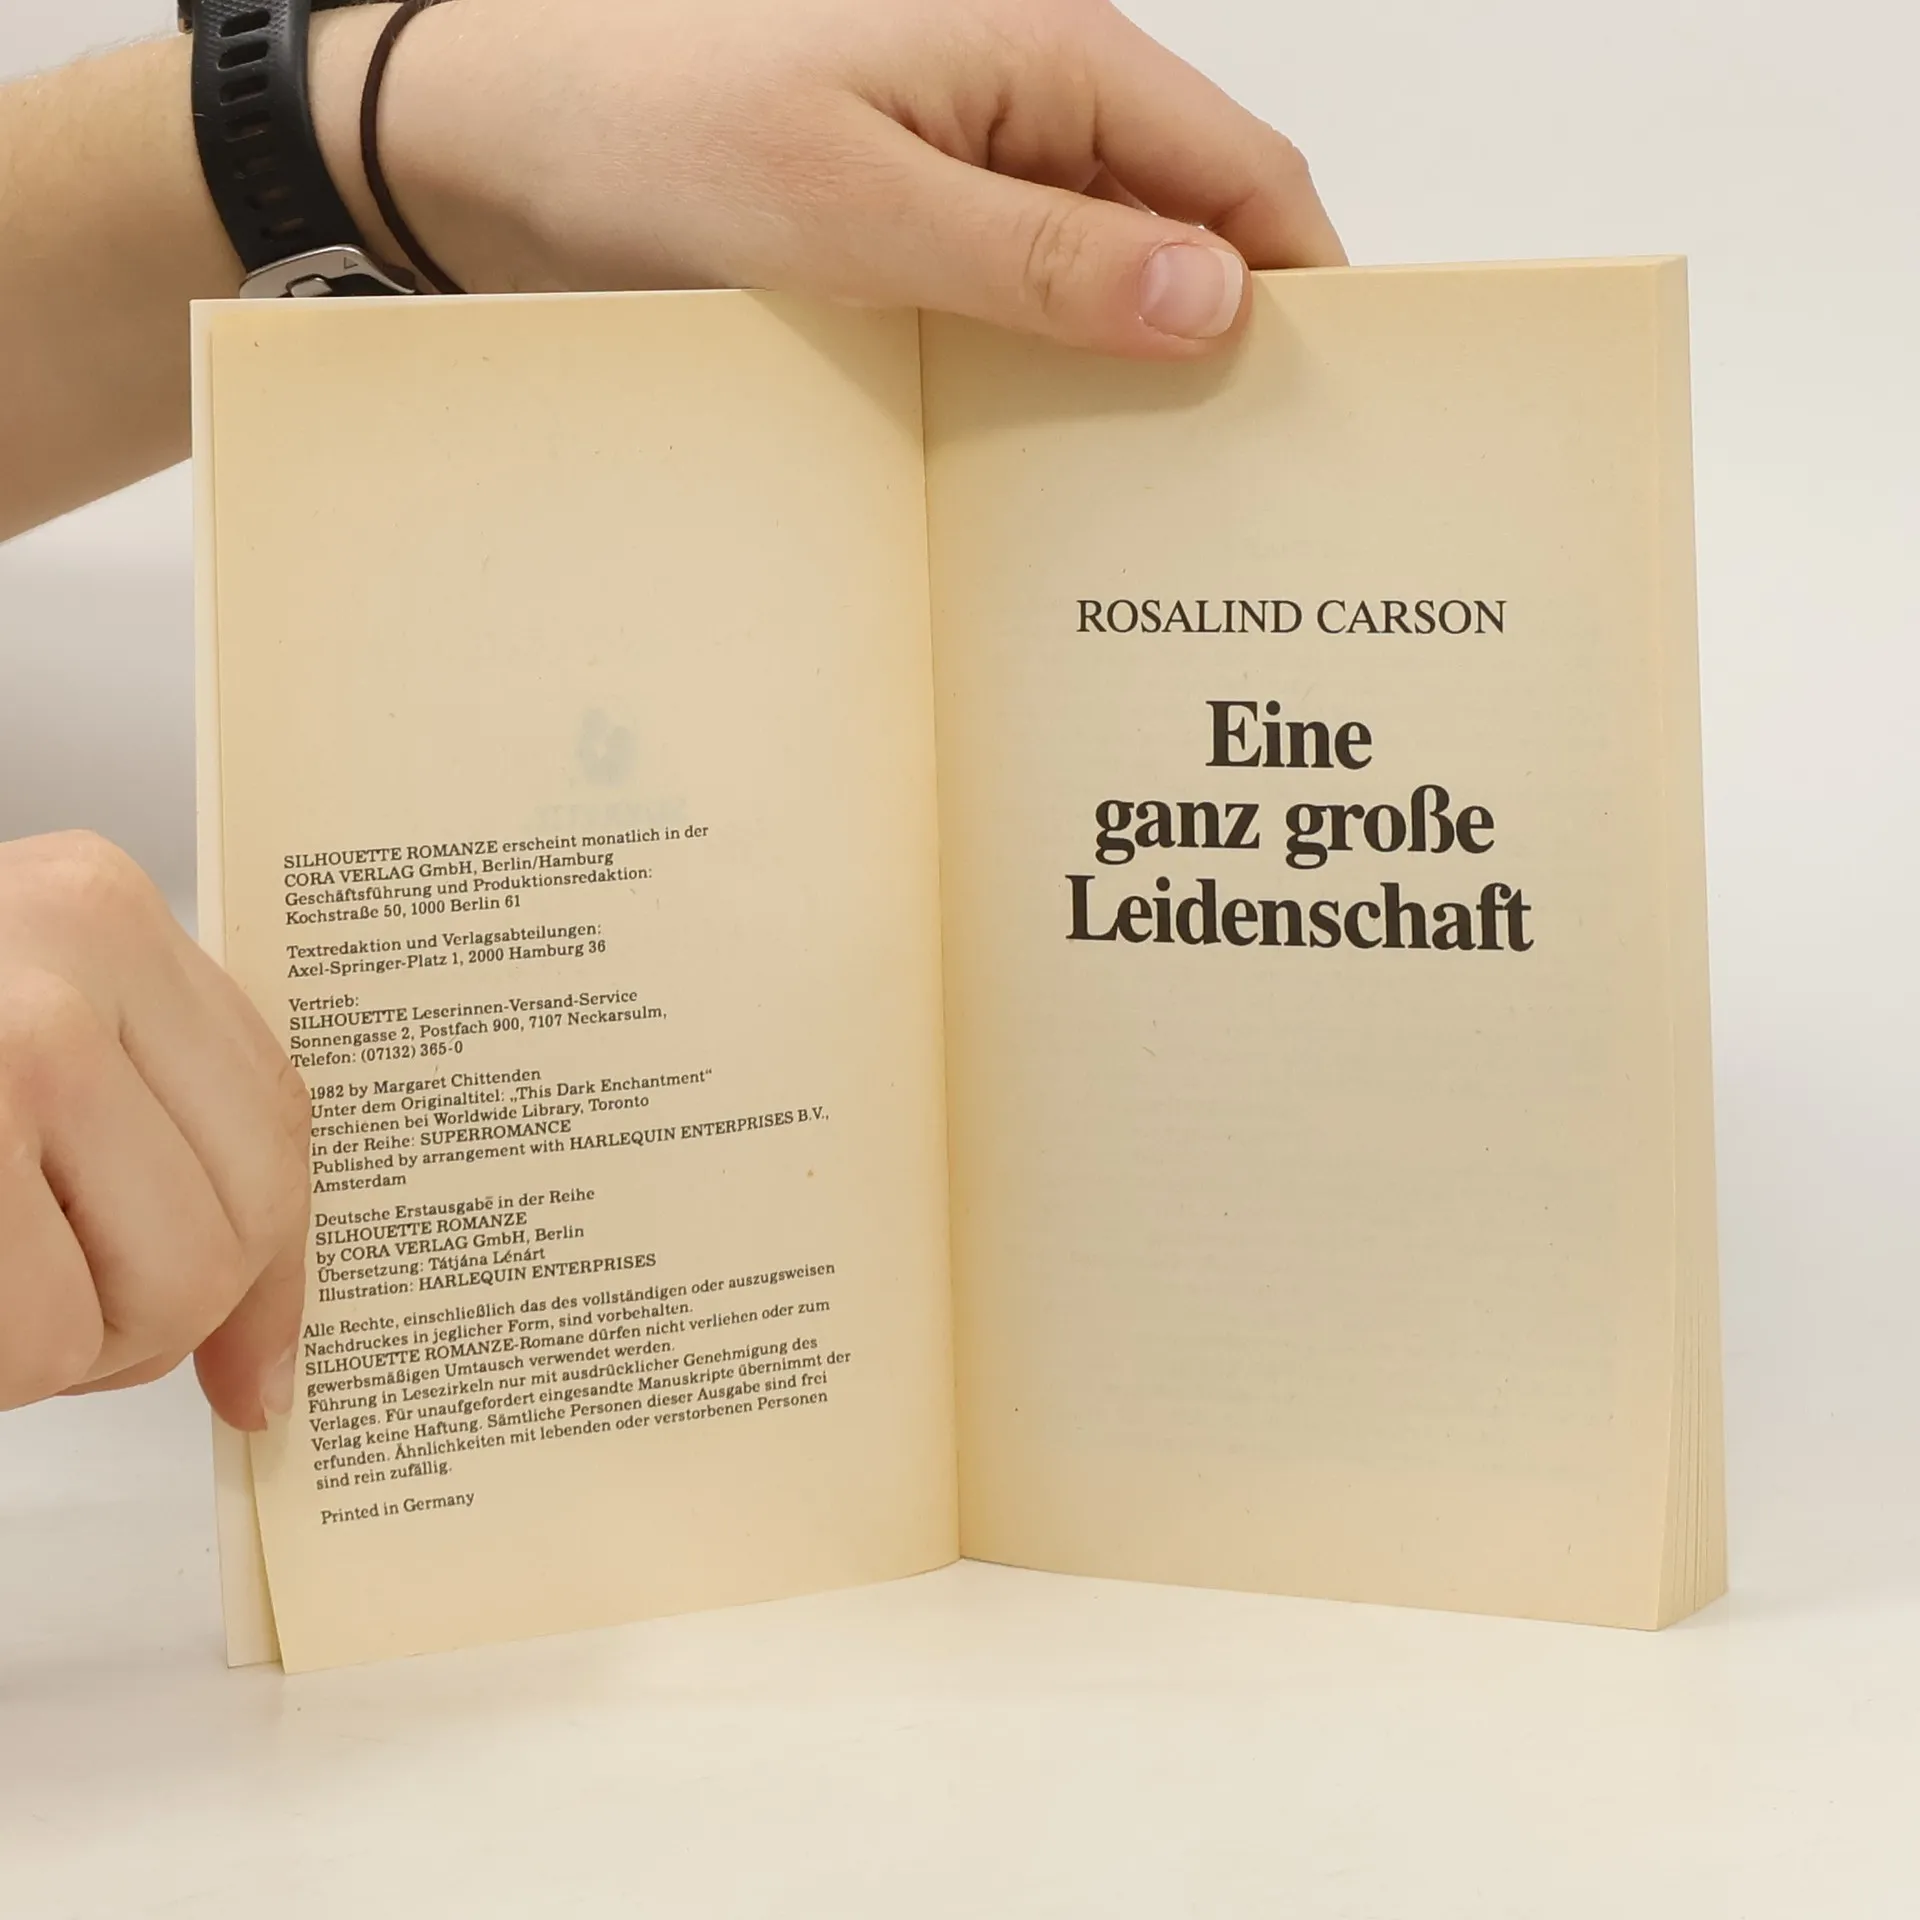 SILHOUETTE ROMANZE erscheint monatlich in der
CORA VERLAG GmbH, Berlin/Hamburg
Geschäftsführung und Produktionsredaktion:
Kochstraße 50, 1000 Berlin 61
Textredaktion und Verlagsabteilungen:
Axel-Springer-Platz 1, 2000 Hamburg 36
Vertrieb:
SILHOUETTE Leserinnen-Versand-Service
Sonnengasse 2, Postfach 900, 7107 Neckarsulm,
Telefon: (07132) 365-0
1982 by Margaret Chittenden
Unter dem Originaltitel: „This Dark Enchantment“
erschienen bei Worldwide Library, Toronto
in der Reihe: SUPERROMANCE
Published by arrangement with HARLEQUIN ENTERPRISES B.V.,
Amsterdam
Deutsche Erstausgabe in der Reihe
SILHOUETTE ROMANZE
by CORA VERLAG GmbH, Berlin
Übersetzung: Tátjána Lénárt
Illustration: HARLEQUIN ENTERPRISES
Alle Rechte, einschließlich das des vollständigen oder auszugsweisen
Nachdruckes in jeglicher Form, sind vorbehalten.
SILHOUETTE ROMANZE-Romane dürfen nicht verliehen oder zum
gewerbsmäßigen Umtausch verwendet werden.
Führung in Lesezirkeln nur mit ausdrücklicher Genehmigung des
Verlages. Für unaufgefordert eingesandte Manuskripte übernimmt der
Verlag keine Haftung. Sämtliche Personen dieser Ausgabe sind frei
erfunden. Ähnlichkeiten mit lebenden oder verstorbenen Personen
sind rein zufällig.
Printed in Germany
ROSALIND CARSON
Eine
ganz große
Leidenschaft